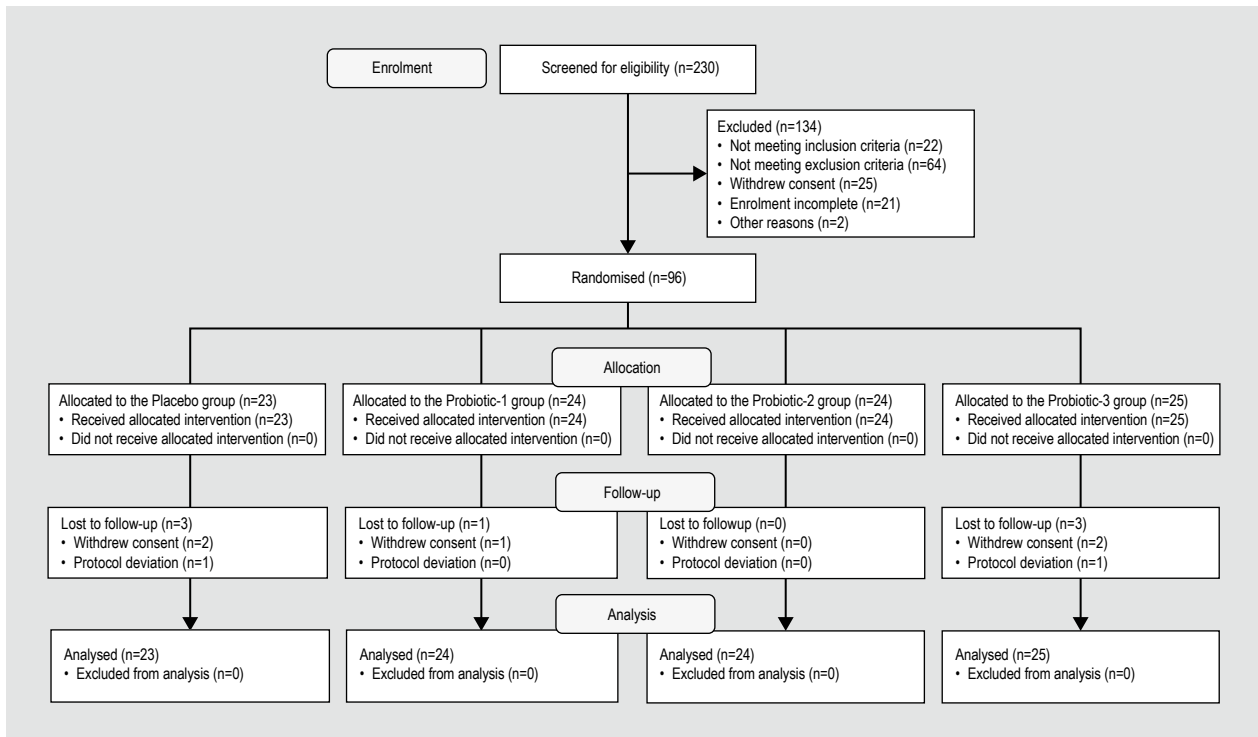 Enrolment
Screened for eligibility (n=230)
Excluded (n=134)
• Not meeting inclusion criteria (n=22)
• Not meeting exclusion criteria (n=64)
• Withdrew consent (n=25)
• Enrolment incomplete (n=21)
• Other reasons (n=2)
Randomised (n=96)
Allocation
Allocated to the Placebo group (n=23)
• Received allocated intervention (n=23)
• Did not receive allocated intervention (n=0)
Allocated to the Probiotic-1 group (n=24)
• Received allocated intervention (n=24)
• Did not receive allocated intervention (n=0)
Allocated to the Probiotic-2 group (n=24)
• Received allocated intervention (n=24)
• Did not receive allocated intervention (n=0)
Allocated to the Probiotic-3 group (n=25)
• Received allocated intervention (n=25)
• Did not receive allocated intervention (n=0)
Follow-up
Lost to follow-up (n=3)
• Withdrew consent (n=2)
• Protocol deviation (n=1)
Lost to follow-up (n=1)
• Withdrew consent (n=1)
• Protocol deviation (n=0)
Lost to followup (n=0)
• Withdrew consent (n=0)
• Protocol deviation (n=0)
Lost to follow-up (n=3)
• Withdrew consent (n=2)
• Protocol deviation (n=1)
Analysis
Analysed (n=23)
• Excluded from analysis (n=0)
Analysed (n=24)
• Excluded from analysis (n=0)
Analysed (n=24)
• Excluded from analysis (n=0)
Analysed (n=25)
• Excluded from analysis (n=0)